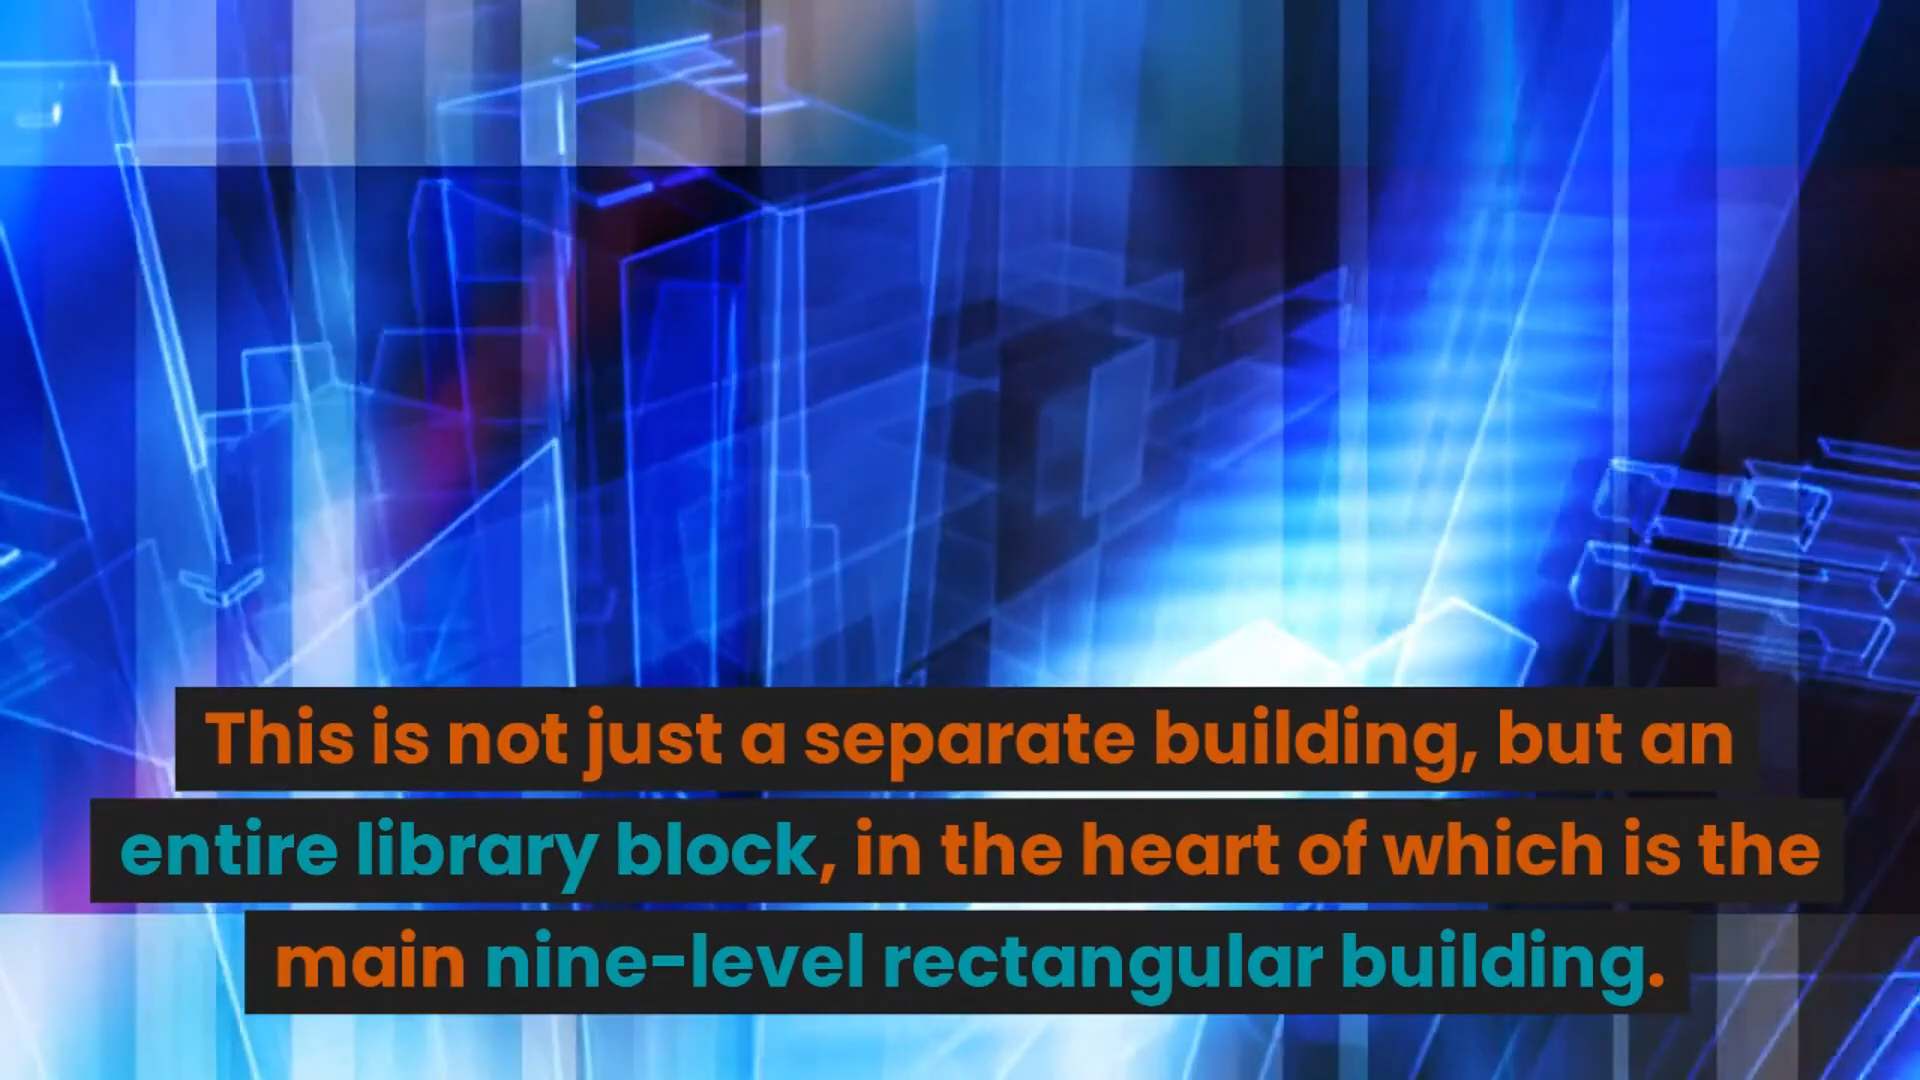 This is not just a separate building, but an
entire library block, in the heart of which is the
main nine-level rectangular building.